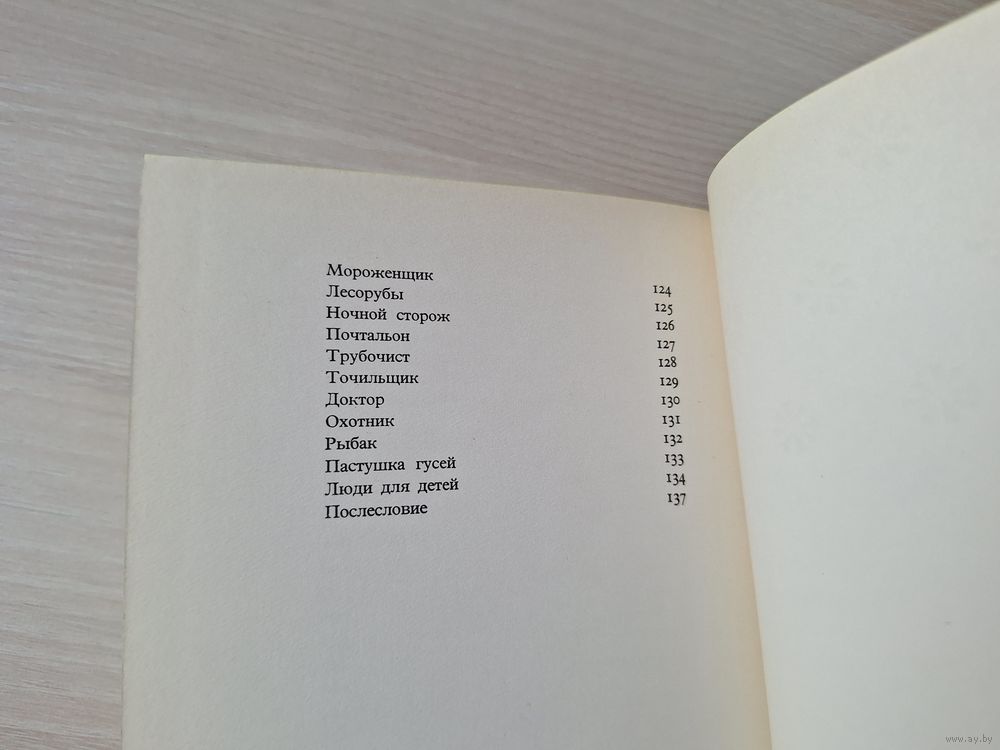 Мороженщик 124
Лесорубы 125
Ночной сторож 126
Почтальон 127
Трубочист 128
Точильщик 129
Доктор 130
Охотник 131
Рыбак 132
Пастушка гусей 133
Люди для детей 134
Послесловие 137
www.ay.by